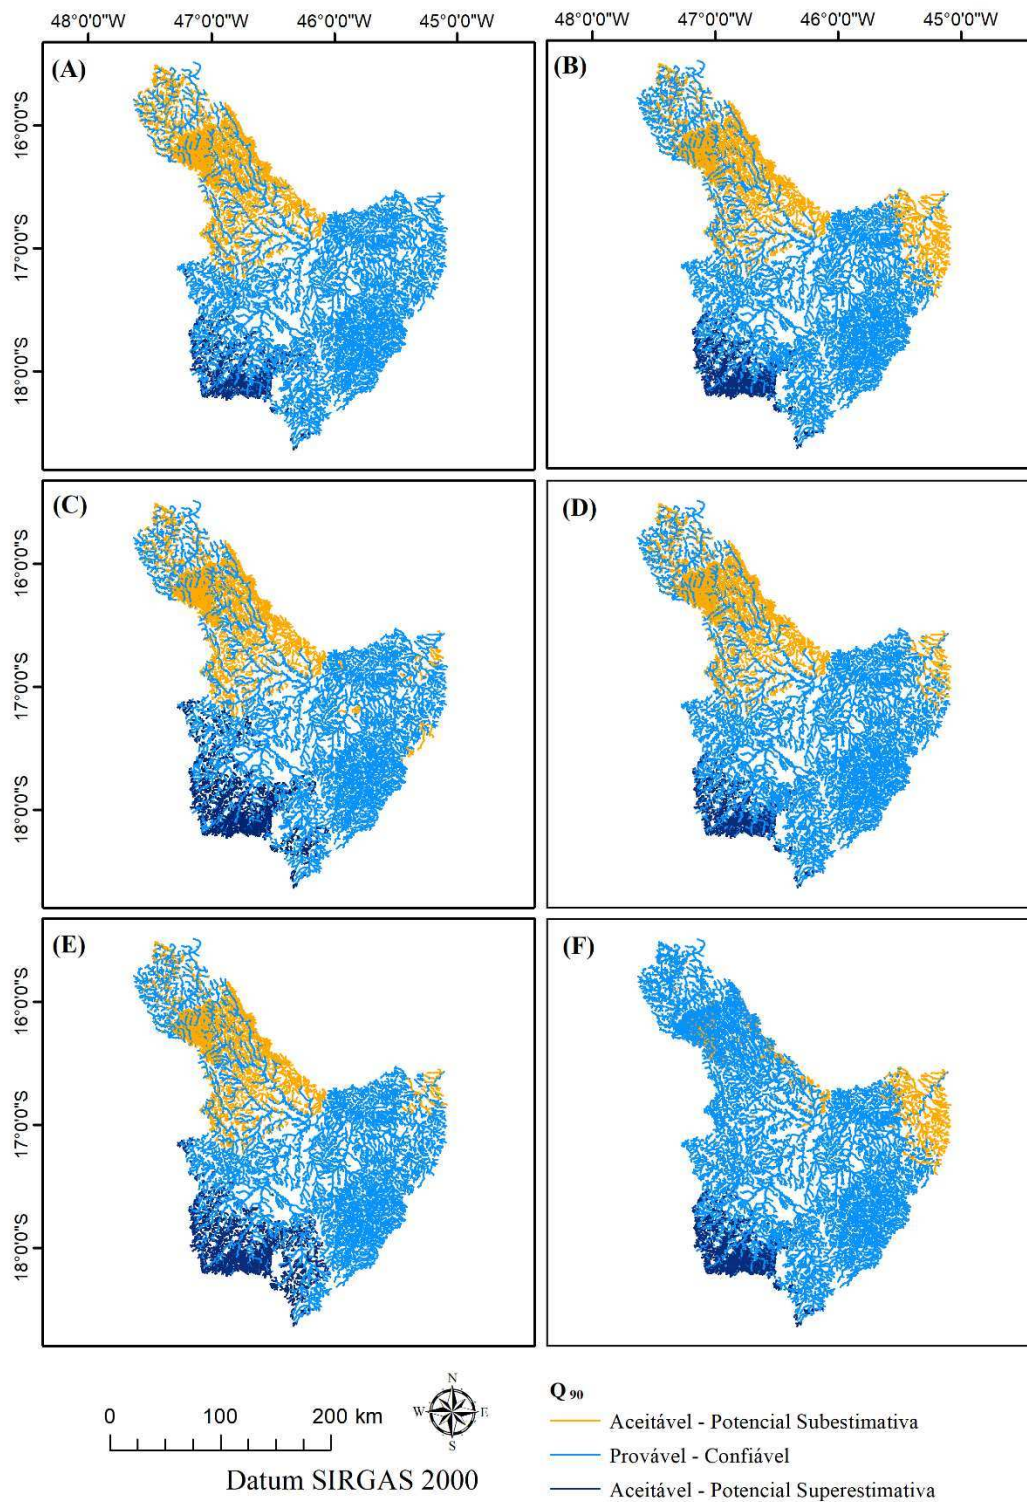 48°0'0"W 47°0'0"W 46°0'0"W 45°0'0"W 48°0'0"W 47°0'0"W 46°0'0"W 45°0'0"W
(A) (B)
16°0'0"S
17°0'0"S
18°0'0"S
(C) (D)
16°0'0"S
17°0'0"S
18°0'0"S
(E) (F)
16°0'0"S
17°0'0"S
18°0'0"S
0 100 200 km
N
W E
S
Datum SIRGAS 2000
Q 90
Aceitável - Potencial Subestimativa
Provável - Confiável
Aceitável - Potencial Superestimativa